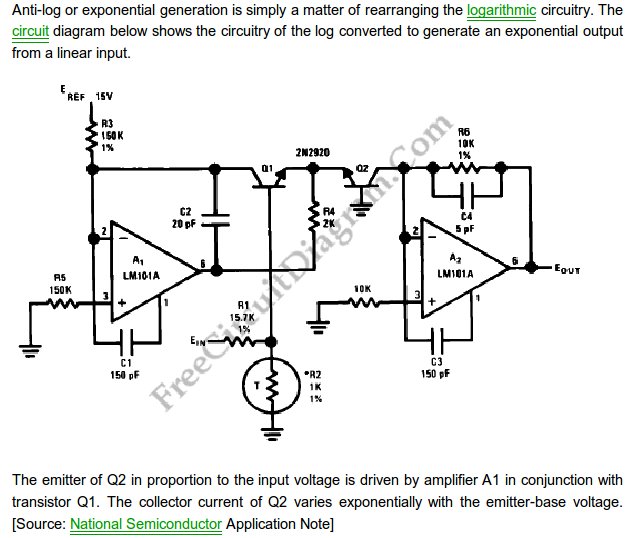 Anti-log or exponential generation is simply a matter of rearranging the logarithmic circuitry. The
circuit diagram below shows the circuitry of the log converted to generate an exponential output
from a linear input.
E REF 15V
R3
150K
1%
Q1
2N2920
Q2
R6
10K
1%
C2
20 pF
R4
2K
C4
5 pF
2
−
A1
LM101A
6
2
−
A2
LM101A
6
EOUT
R5
150K
3
+
1
R1
15.7K
1%
10K
3
+
1
EIN
C1
150 pF
T
*R2
1K
1%
C3
150 pF
FreeCircuitDiagram.Com
The emitter of Q2 in proportion to the input voltage is driven by amplifier A1 in conjunction with
transistor Q1. The collector current of Q2 varies exponentially with the emitter-base voltage.
[Source: National Semiconductor Application Note]